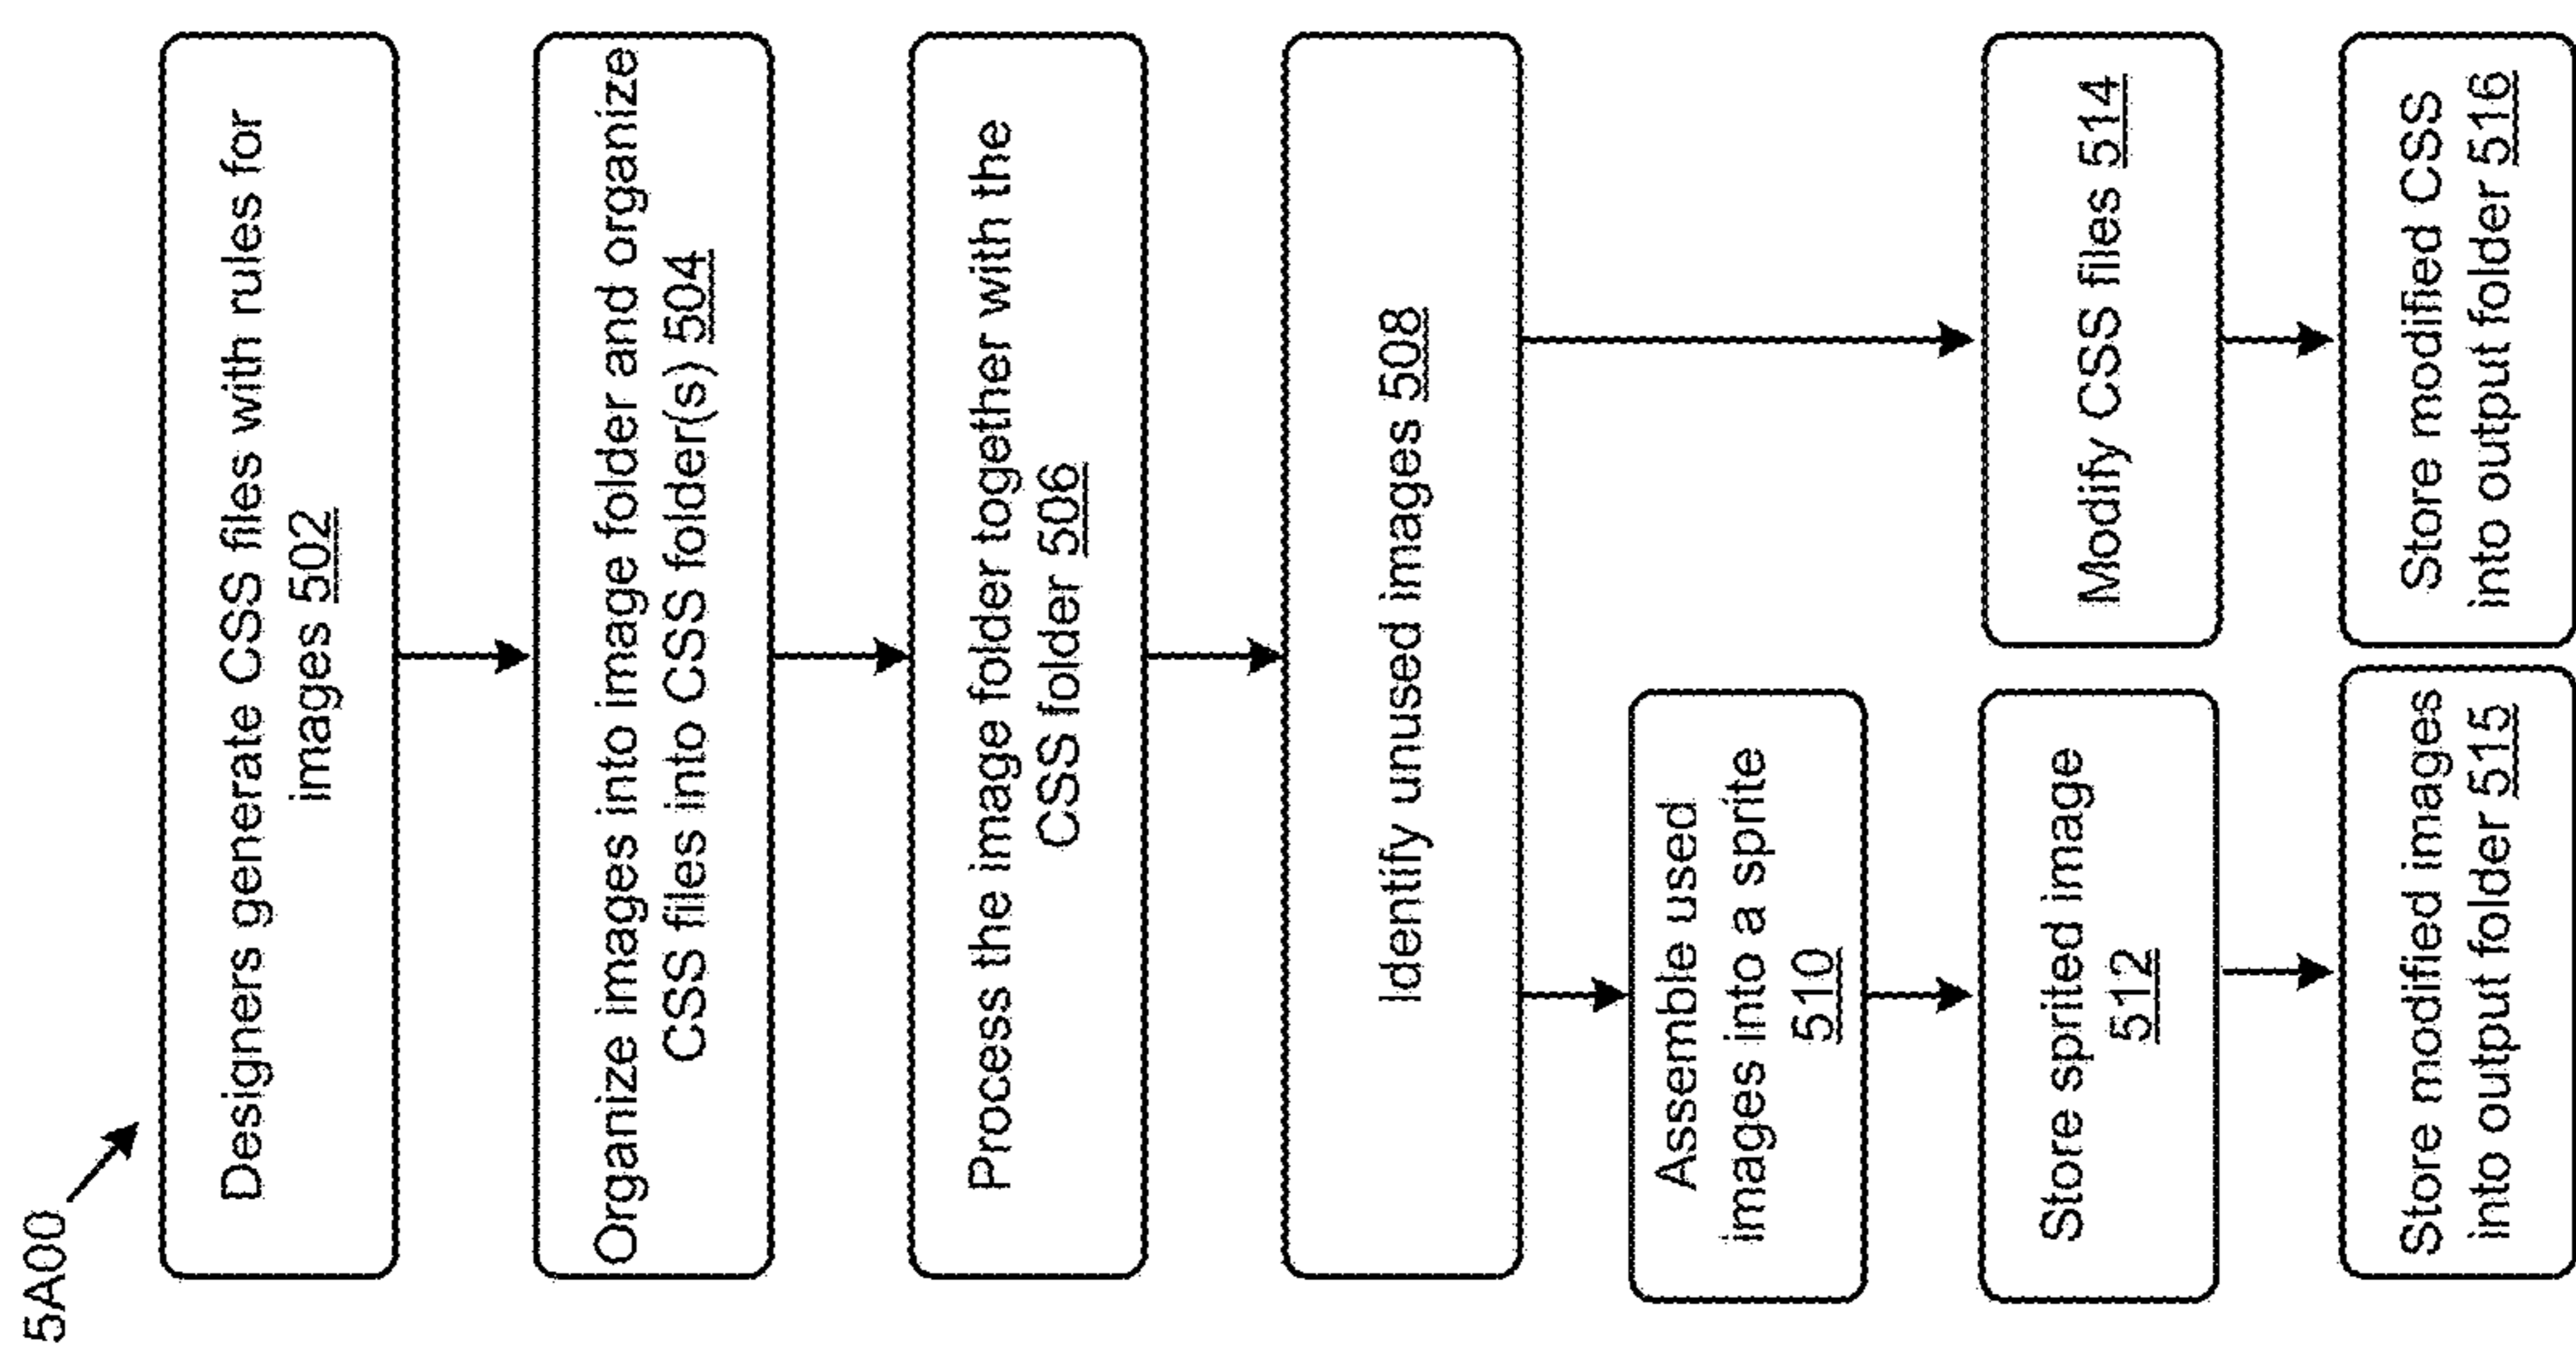 5A00
Designers generate CSS files with rules for
images 502
Organize images into image folder and organize
CSS files into CSS folder(s) 504
Process the image folder together with the
CSS folder 506
Identify unused images 508
Assemble used
images into a sprite
510
Store sprited image
512
Store modified images
into output folder 515
Modify CSS files 514
Store modified CSS
into output folder 516